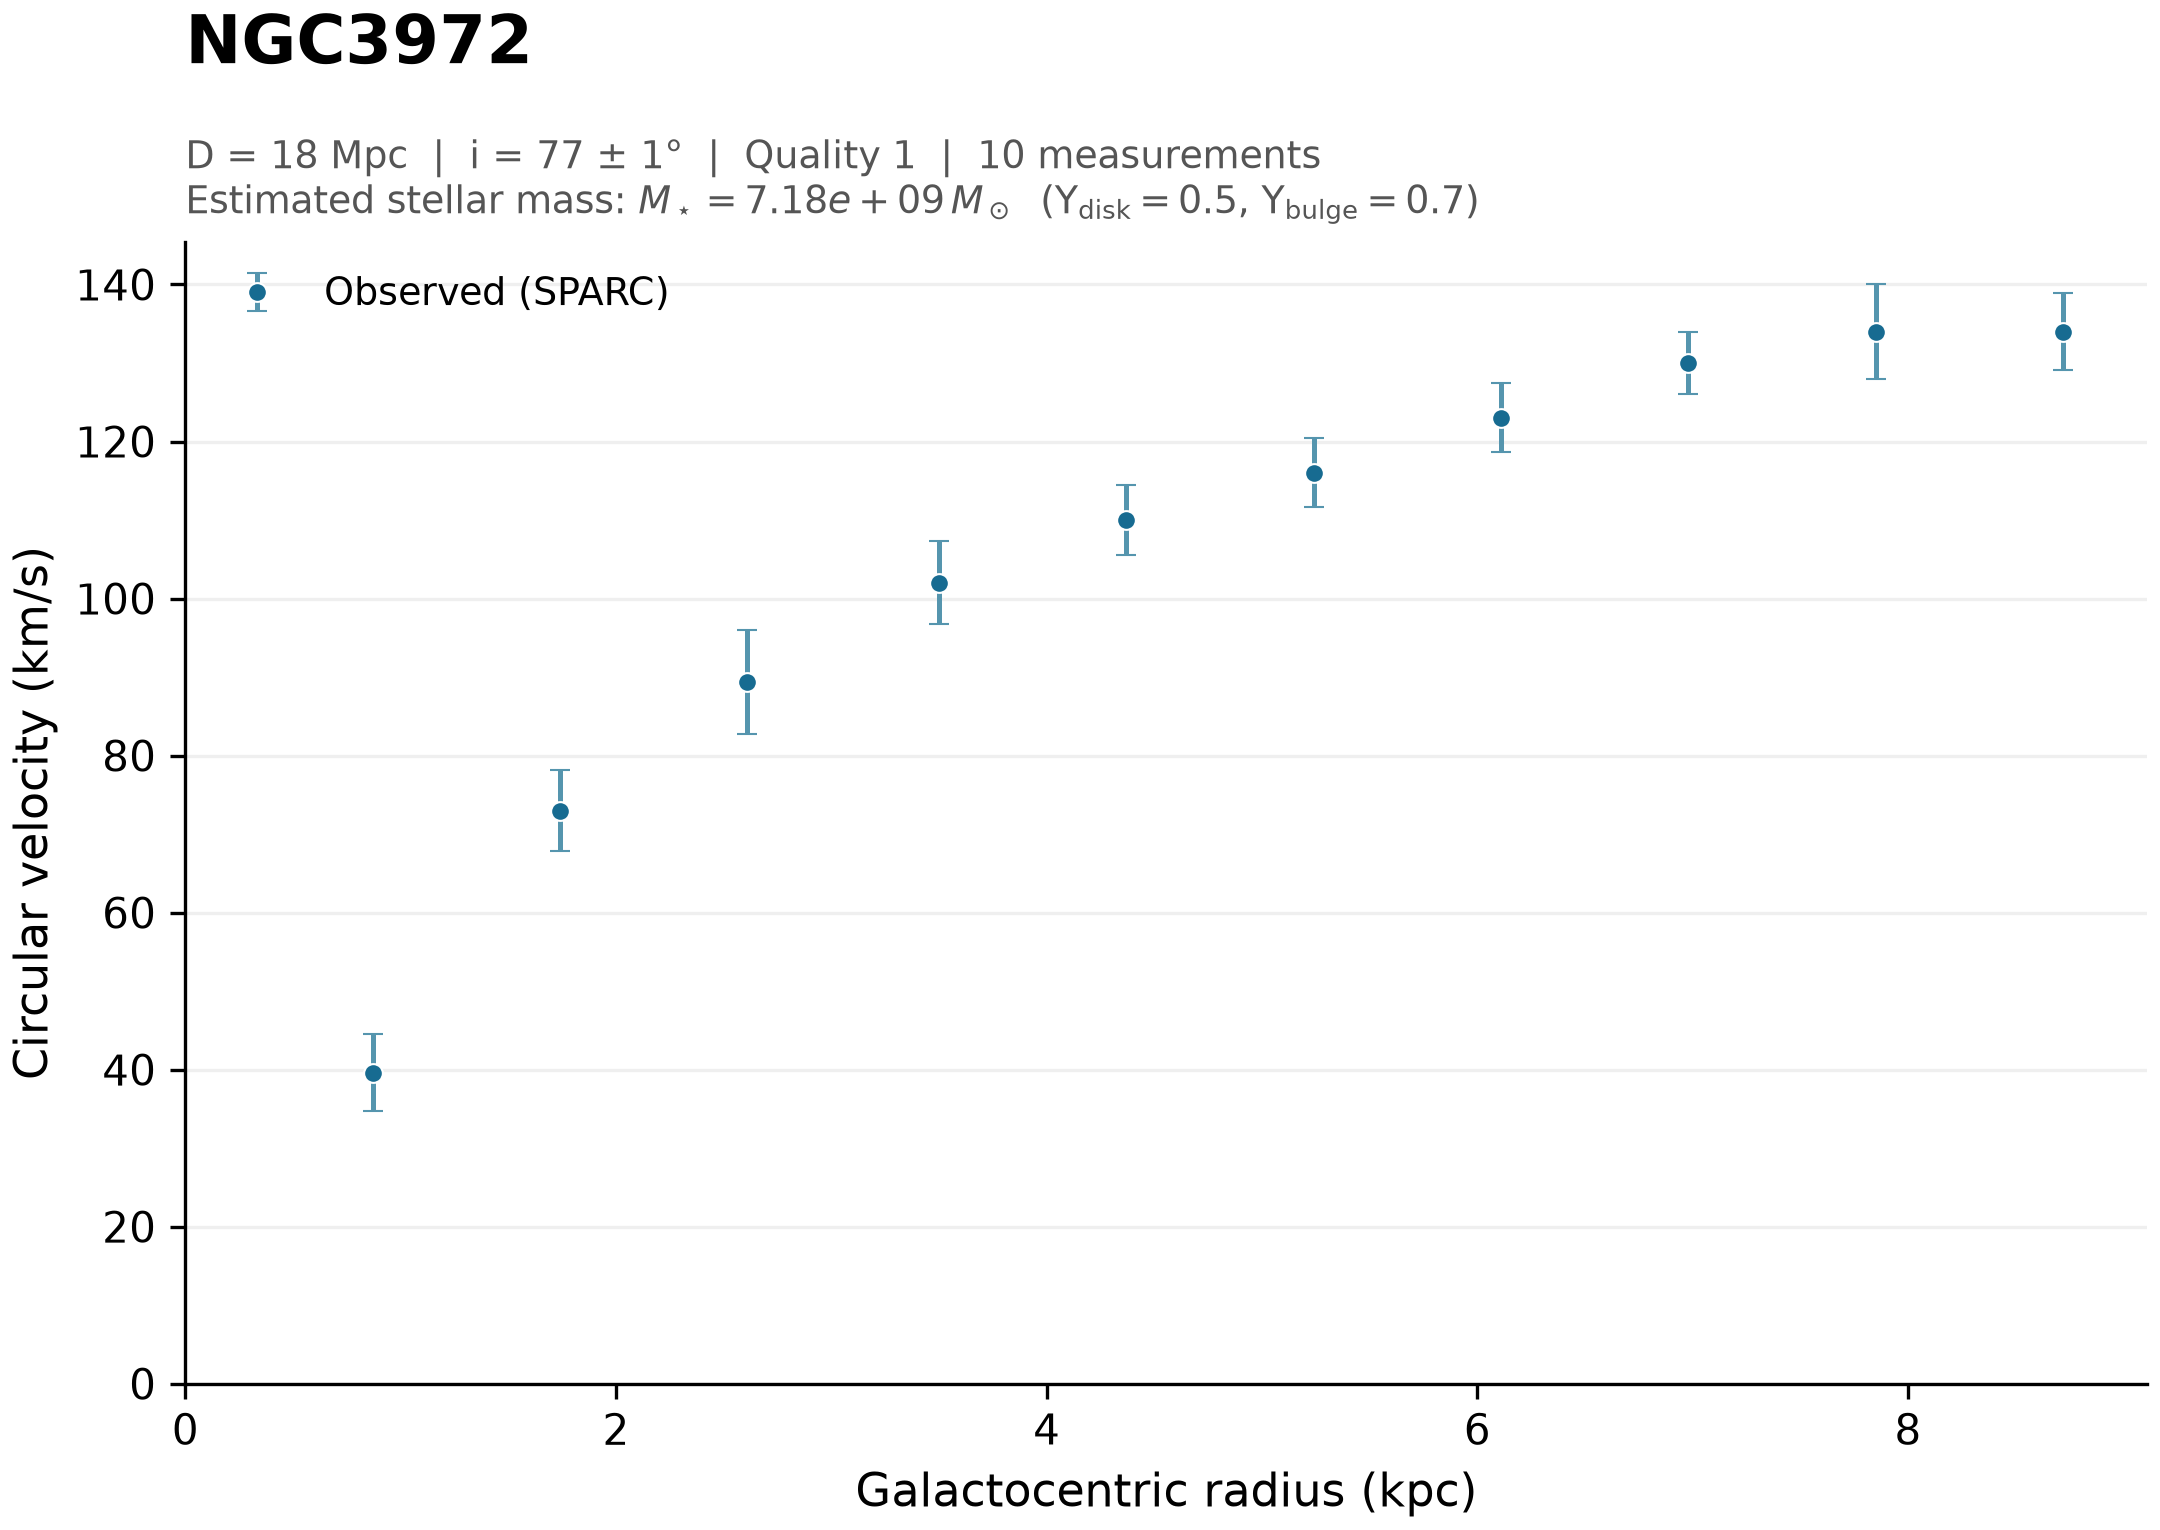 NGC3972
D = 18 Mpc | i = 77 ± 1° | Quality 1 | 10 measurements
Estimated stellar mass: M⋆ = 7.18e + 09 M⊙ (Υdisk = 0.5, Υbulge = 0.7)
Observed (SPARC)
140
120
100
80
60
40
20
0
Circular velocity (km/s)
0 2 4 6 8
Galactocentric radius (kpc)